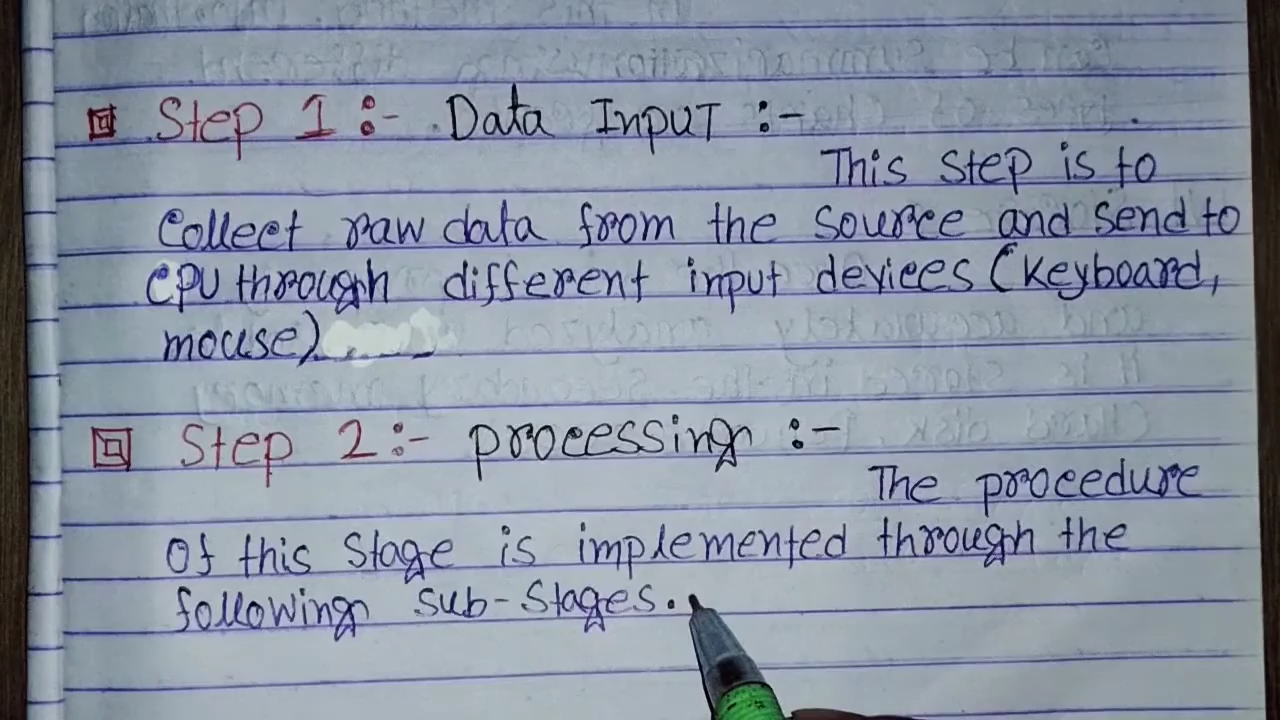 Step 1 :- Data Input :-
This step is to
Collect raw data from the source and send to
CPU through different input devices (Keyboard,
mouse)
Step 2:- processing :-
The procedure
Of this Stage is implemented through the
following sub-Stages.